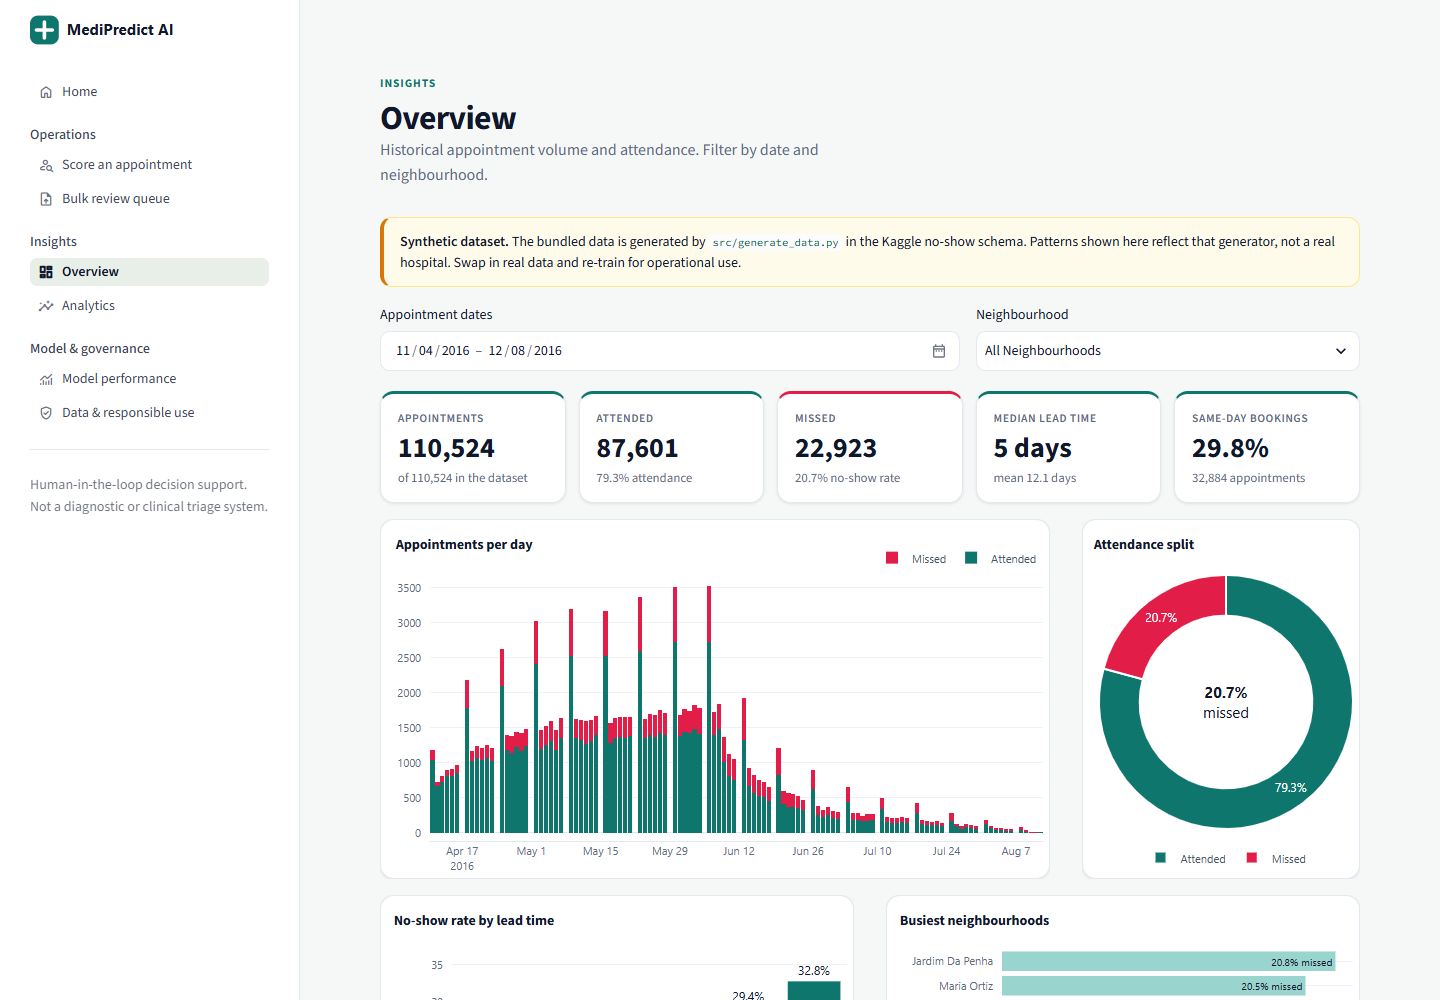 MediPredict AI
Home
Operations
Score an appointment
Bulk review queue
Insights
Overview
Analytics
Model & governance
Model performance
Data & responsible use
Human-in-the-loop decision support.
Not a diagnostic or clinical triage system.
INSIGHTS
Overview
Historical appointment volume and attendance. Filter by date and
neighbourhood.
Synthetic dataset. The bundled data is generated by src/generate_data.py in the Kaggle no-show schema. Patterns shown here reflect that generator, not a real
hospital. Swap in real data and re-train for operational use.
Appointment dates
11/04/2016 – 12/08/2016
Neighbourhood
All Neighbourhoods
APPOINTMENTS
110,524
of 110,524 in the dataset
ATTENDED
87,601
79.3% attendance
MISSED
22,923
20.7% no-show rate
MEDIAN LEAD TIME
5 days
mean 12.1 days
SAME-DAY BOOKINGS
29.8%
32,884 appointments
Appointments per day
Missed Attended
3500
3000
2500
2000
1500
1000
500
0
Apr 17 May 1 May 15 May 29 Jun 12 Jun 26 Jul 10 Jul 24 Aug 7
2016
Attendance split
20.7%
20.7%
missed
79.3%
Attended Missed
No-show rate by lead time
35
32.8%
29.4%
Busiest neighbourhoods
Jardim Da Penha 20.8% missed
Maria Ortiz 20.5% missed